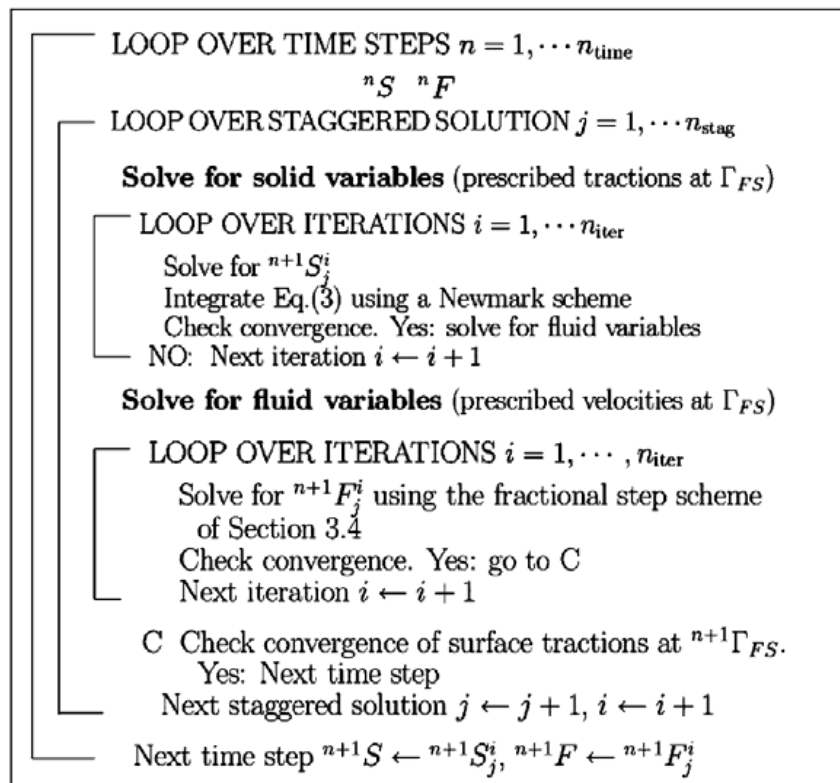 LOOP OVER TIME STEPS n = 1, ··· n_time
ⁿS ⁿF
LOOP OVER STAGGERED SOLUTION j = 1, ··· n_stag
Solve for solid variables (prescribed tractions at Γ_FS)
LOOP OVER ITERATIONS i = 1, ··· n_iter
Solve for ⁿ⁺¹S_j^i
Integrate Eq.(3) using a Newmark scheme
Check convergence. Yes: solve for fluid variables
NO: Next iteration i ← i + 1
Solve for fluid variables (prescribed velocities at Γ_FS)
LOOP OVER ITERATIONS i = 1, ··· , n_iter
Solve for ⁿ⁺¹F_j^i using the fractional step scheme
of Section 3.4
Check convergence. Yes: go to C
Next iteration i ← i + 1
C Check convergence of surface tractions at ⁿ⁺¹Γ_FS.
Yes: Next time step
Next staggered solution j ← j + 1, i ← i + 1
Next time step ⁿ⁺¹S ← ⁿ⁺¹S_j^i, ⁿ⁺¹F ← ⁿ⁺¹F_j^i